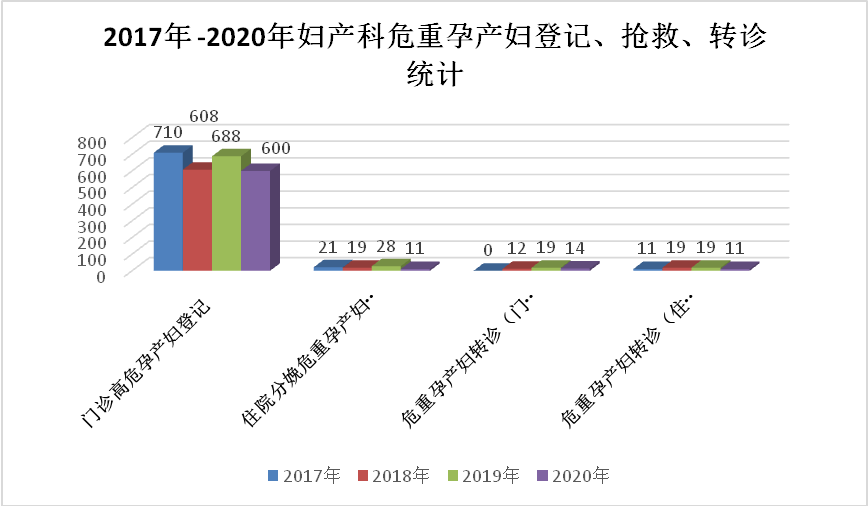 2017年 -2020年妇产科危重孕产妇登记、抢救、转诊
统计
800
700
600
500
400
300
200
100
0
710
608
688
600
21
19
28
11
0
12
19
14
11
19
19
11
门诊高危孕产妇登记
住院分娩危重孕产妇..
危重孕产妇转诊（门..
危重孕产妇转诊（住..
2017年
2018年
2019年
2020年